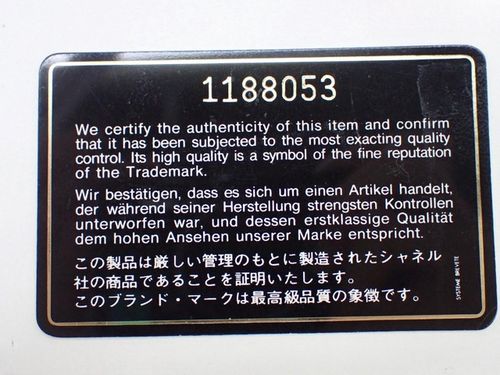 1188053
We certify the authenticity of this item and confirm
that it has been subjected to the most exacting quality
control. Its high quality is a symbol of the fine reputation
of the Trademark.
Wir bestätigen, dass es sich um einen Artikel handelt,
der während seiner Herstellung strengsten Kontrollen
unterworfen war, und dessen erstklassige Qualität
dem hohen Ansehen unserer Marke entspricht.
この製品は厳しい管理のもとに製造されたシャネル
社の商品であることを証明いたします。
このブランド・マークは最高級品質の象徴です。
SYSTEME BREVETE